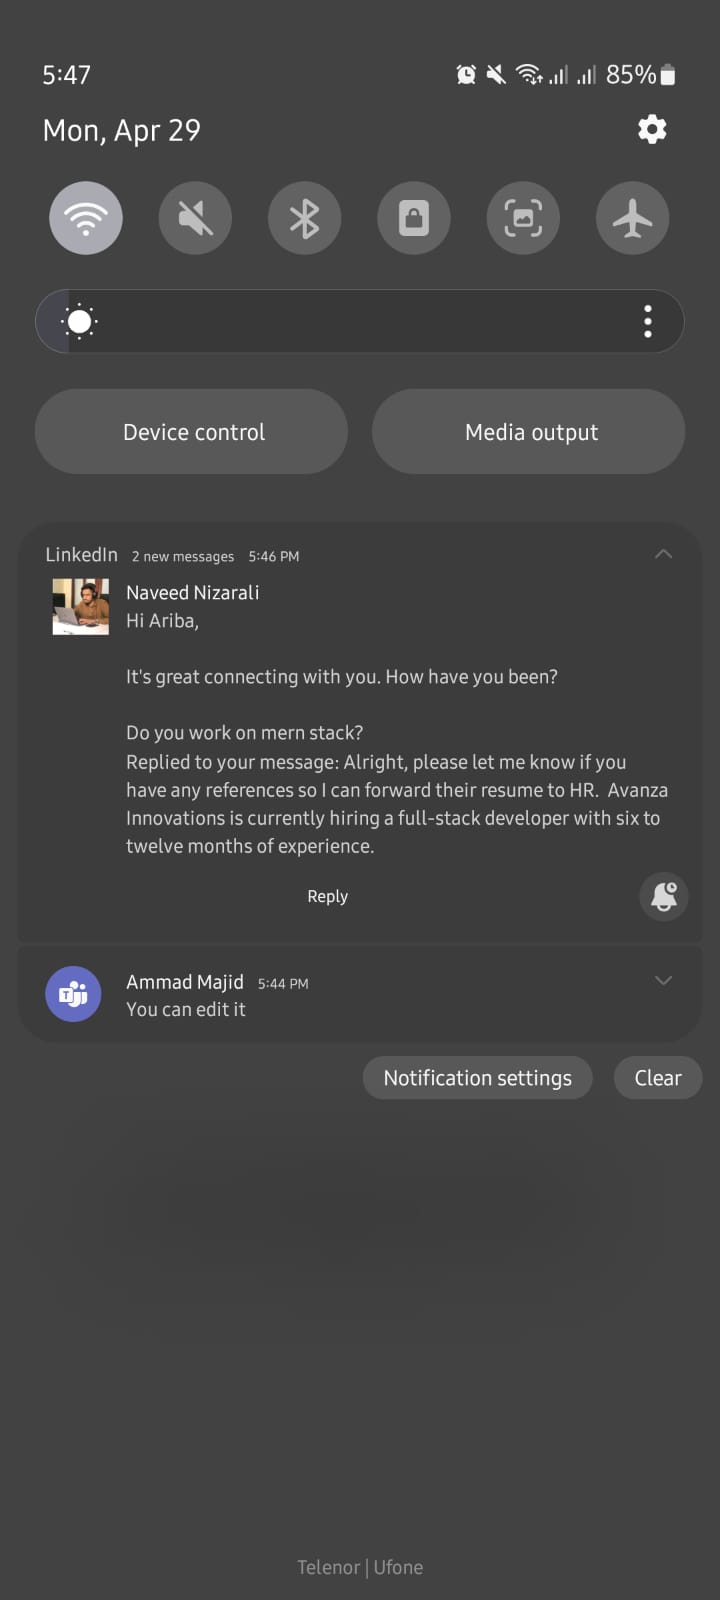 5:47
85%
Mon, Apr 29
Device control
Media output
LinkedIn 2 new messages 5:46 PM
Naveed Nizarali
Hi Ariba,
It's great connecting with you. How have you been?
Do you work on mern stack?
Replied to your message: Alright, please let me know if you
have any references so I can forward their resume to HR.  Avanza
Innovations is currently hiring a full-stack developer with six to
twelve months of experience.
Reply
T
Ammad Majid 5:44 PM
You can edit it
Notification settings
Clear
Telenor | Ufone